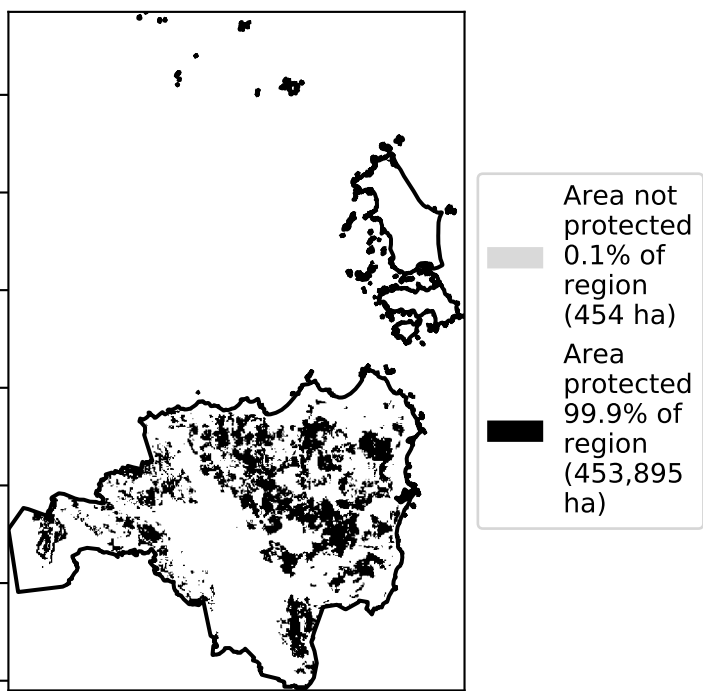 Area not
protected
0.1% of
region
(454 ha)
Area
protected
99.9% of
region
(453,895
ha)